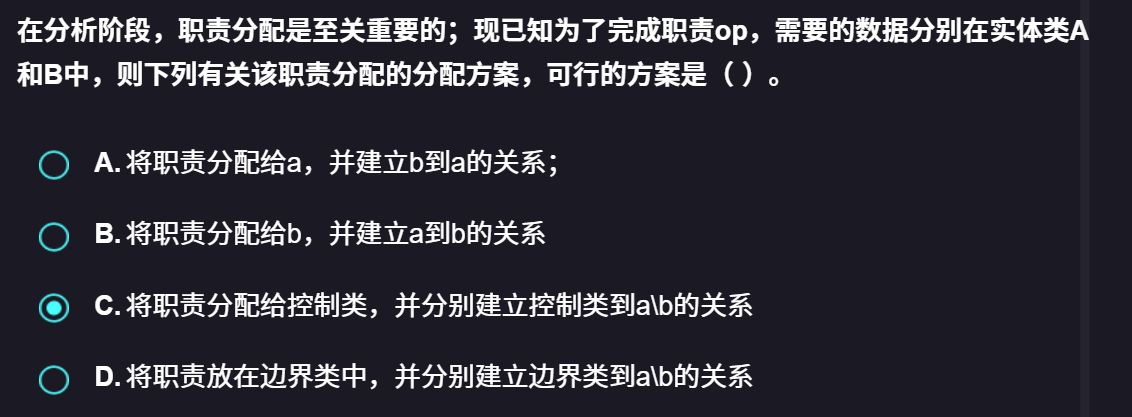 在分析阶段，职责分配是至关重要的；现已知为了完成职责op，需要的数据分别在实体类A
和B中，则下列有关该职责分配的分配方案，可行的方案是（ ）。
A. 将职责分配给a，并建立b到a的关系；
B. 将职责分配给b，并建立a到b的关系
C. 将职责分配给控制类，并分别建立控制类到a\b的关系
D. 将职责放在边界类中，并分别建立边界类到a\b的关系